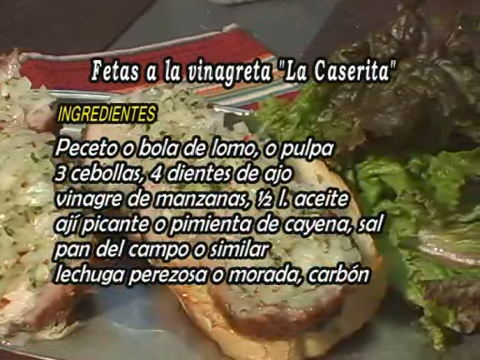 Fetas a la vinagreta "La Caserita"
INGREDIENTES
Peceto o bola de lomo, o pulpa
3 cebollas, 4 dientes de ajo
vinagre de manzanas, ½ l. aceite
ají picante o pimienta de cayena, sal
pan del campo o similar
lechuga perezosa o morada, carbón